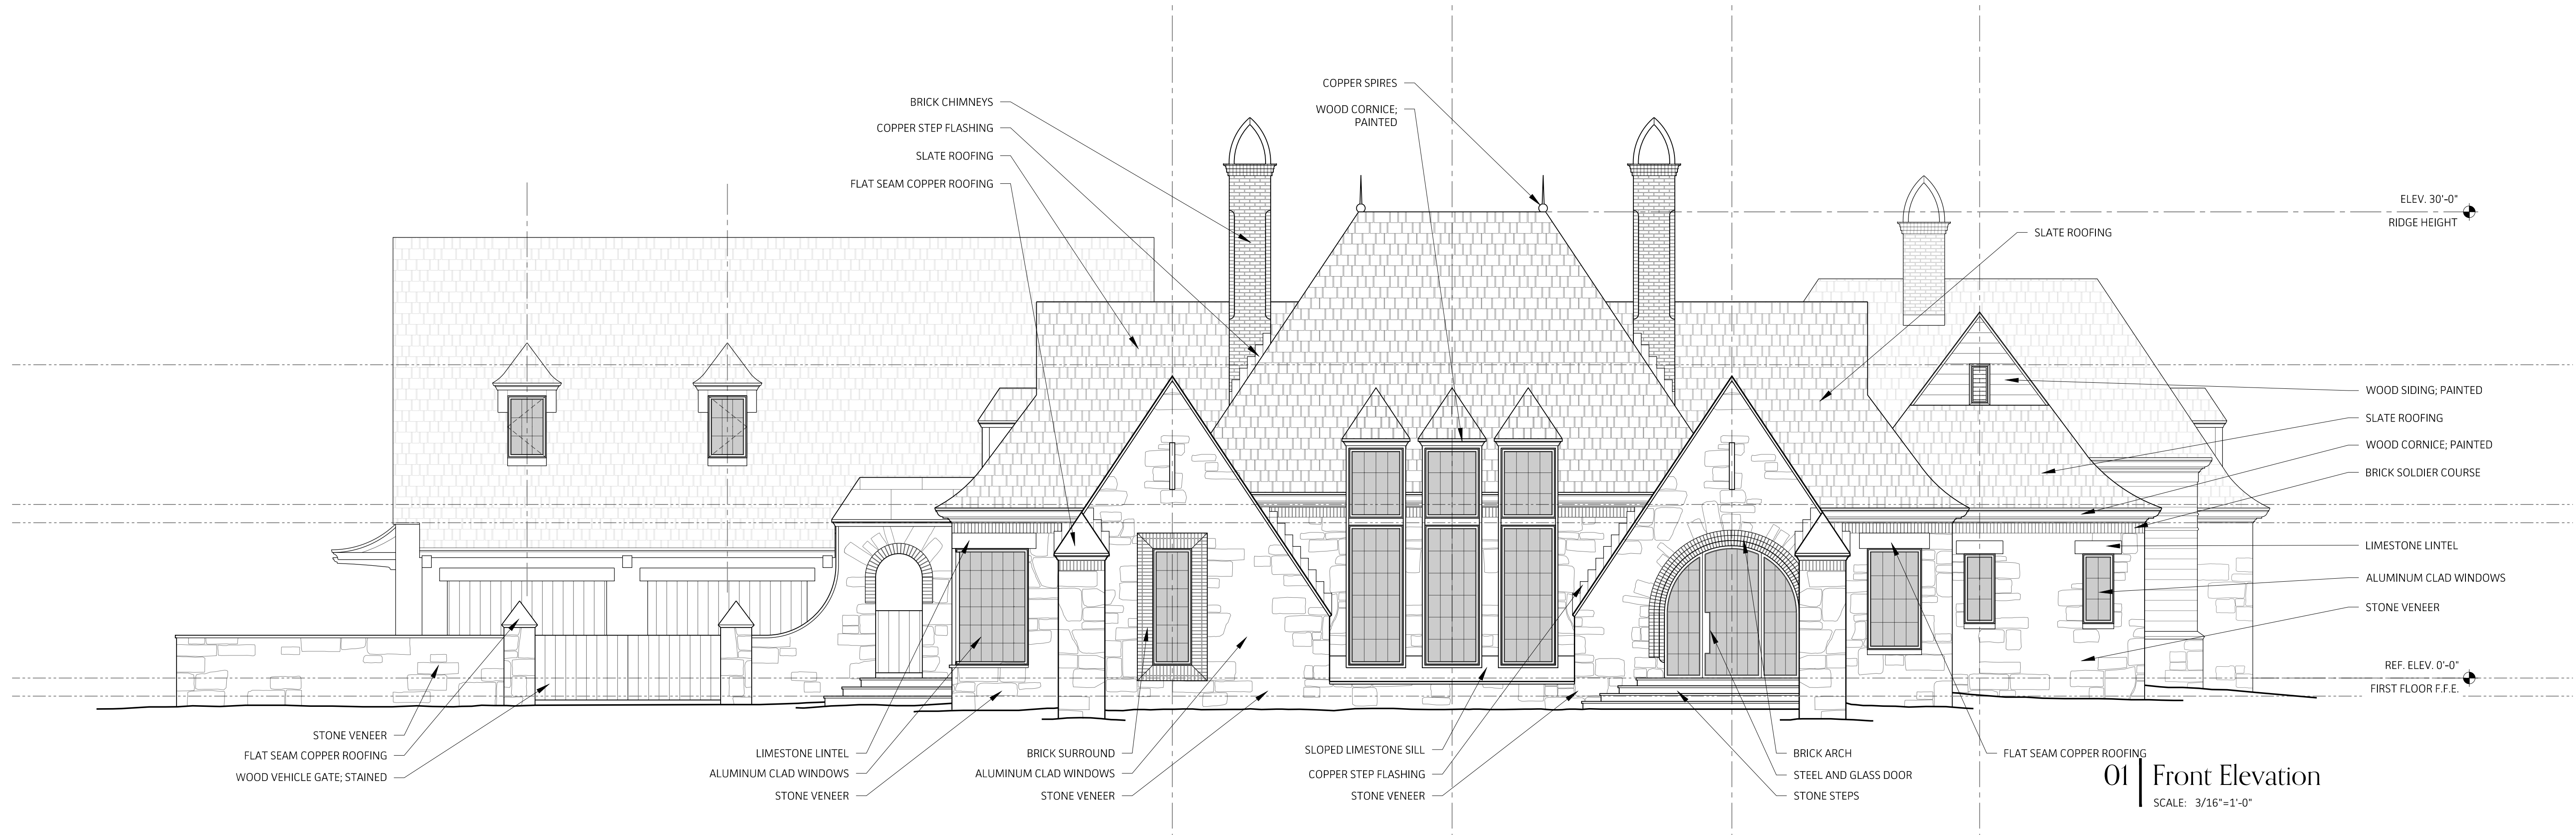 COPPER SPIRES
WOOD CORNICE;
PAINTED
BRICK CHIMNEYS
COPPER STEP FLASHING
SLATE ROOFING
FLAT SEAM COPPER ROOFING
ELEV. 30'-0"
RIDGE HEIGHT
SLATE ROOFING
WOOD SIDING; PAINTED
SLATE ROOFING
WOOD CORNICE; PAINTED
BRICK SOLDIER COURSE
LIMESTONE LINTEL
ALUMINUM CLAD WINDOWS
STONE VENEER
REF. ELEV. 0'-0"
FIRST FLOOR F.F.E.
STONE VENEER
FLAT SEAM COPPER ROOFING
WOOD VEHICLE GATE; STAINED
LIMESTONE LINTEL
ALUMINUM CLAD WINDOWS
STONE VENEER
BRICK SURROUND
ALUMINUM CLAD WINDOWS
STONE VENEER
SLOPED LIMESTONE SILL
COPPER STEP FLASHING
STONE VENEER
BRICK ARCH
STEEL AND GLASS DOOR
STONE STEPS
FLAT SEAM COPPER ROOFING
01 Front Elevation
SCALE: 3/16"=1'-0"